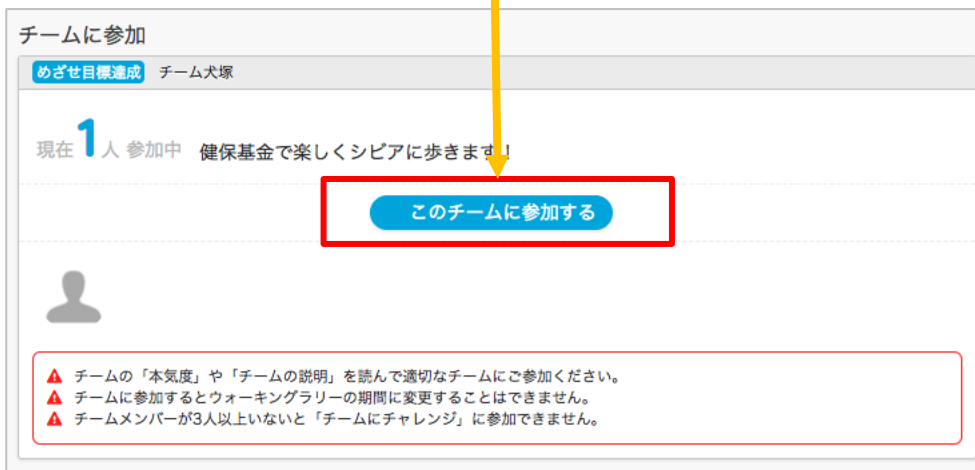 チームに参加
めざせ目標達成 チーム犬塚
現在1人 参加中 健保基金で楽しくシビアに歩きます!
このチームに参加する
チームの「本気度」や「チームの説明」を読んで適切なチームにご参加ください。
チームに参加するとウォーキングラリーの期間に変更することはできません。
チームメンバーが3人以上いないと「チームにチャレンジ」に参加できません。